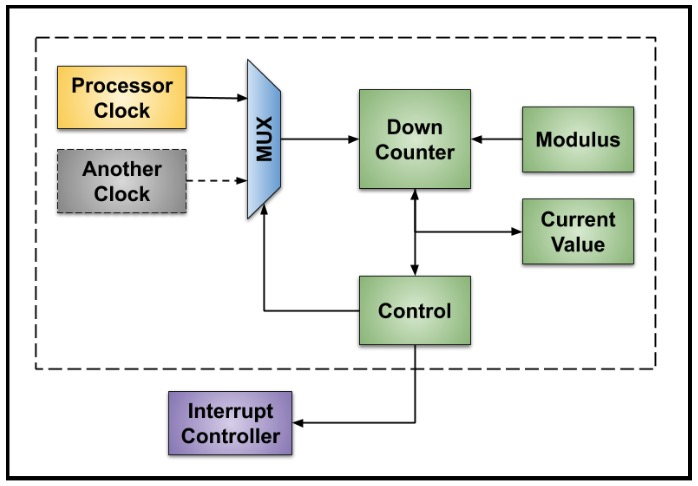 Processor
Clock
Another
Clock
MUX
Down
Counter
Modulus
Current
Value
Control
Interrupt
Controller